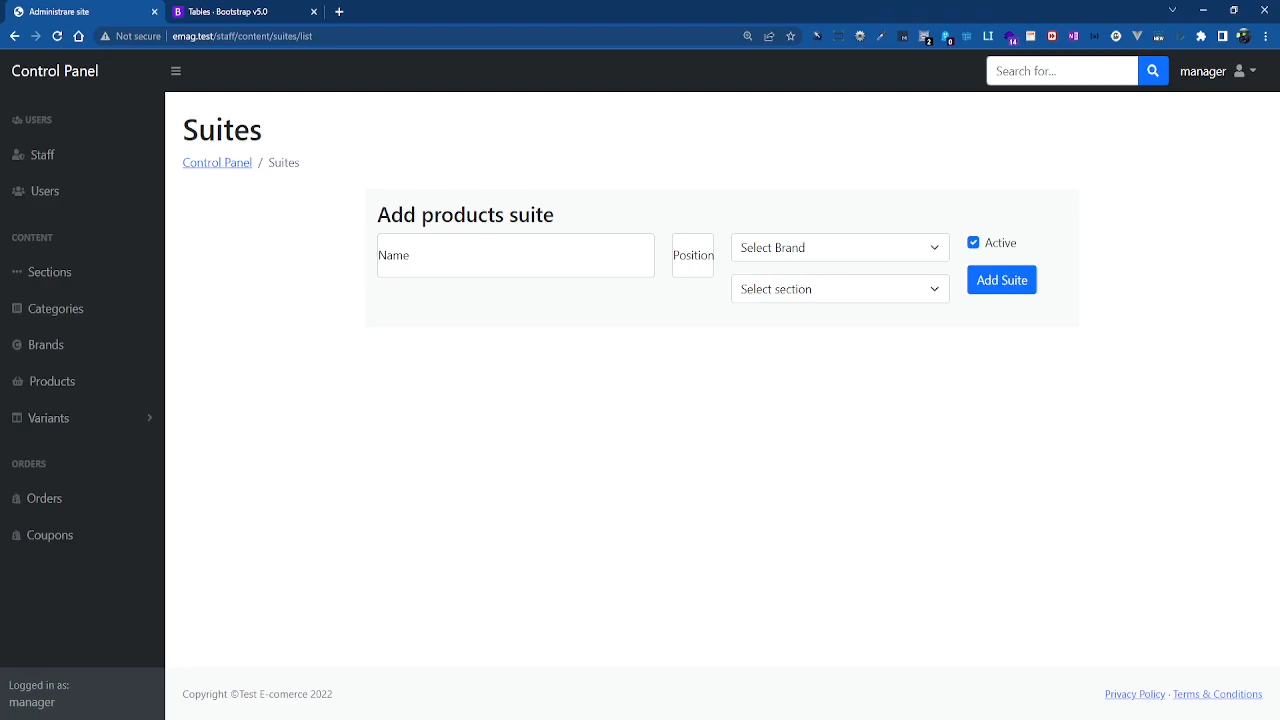 Administrare site
Tables · Bootstrap v5.0
Not secure
emag.test/staff/content/suites/list
Control Panel
Search for...
manager
USERS
Staff
Users
CONTENT
Sections
Categories
Brands
Products
Variants
ORDERS
Orders
Coupons
Logged in as:
manager
Suites
Control Panel / Suites
Add products suite
Name
Position
Select Brand
Select section
Active
Add Suite
Copyright ©Test E-comerce 2022
Privacy Policy · Terms & Conditions